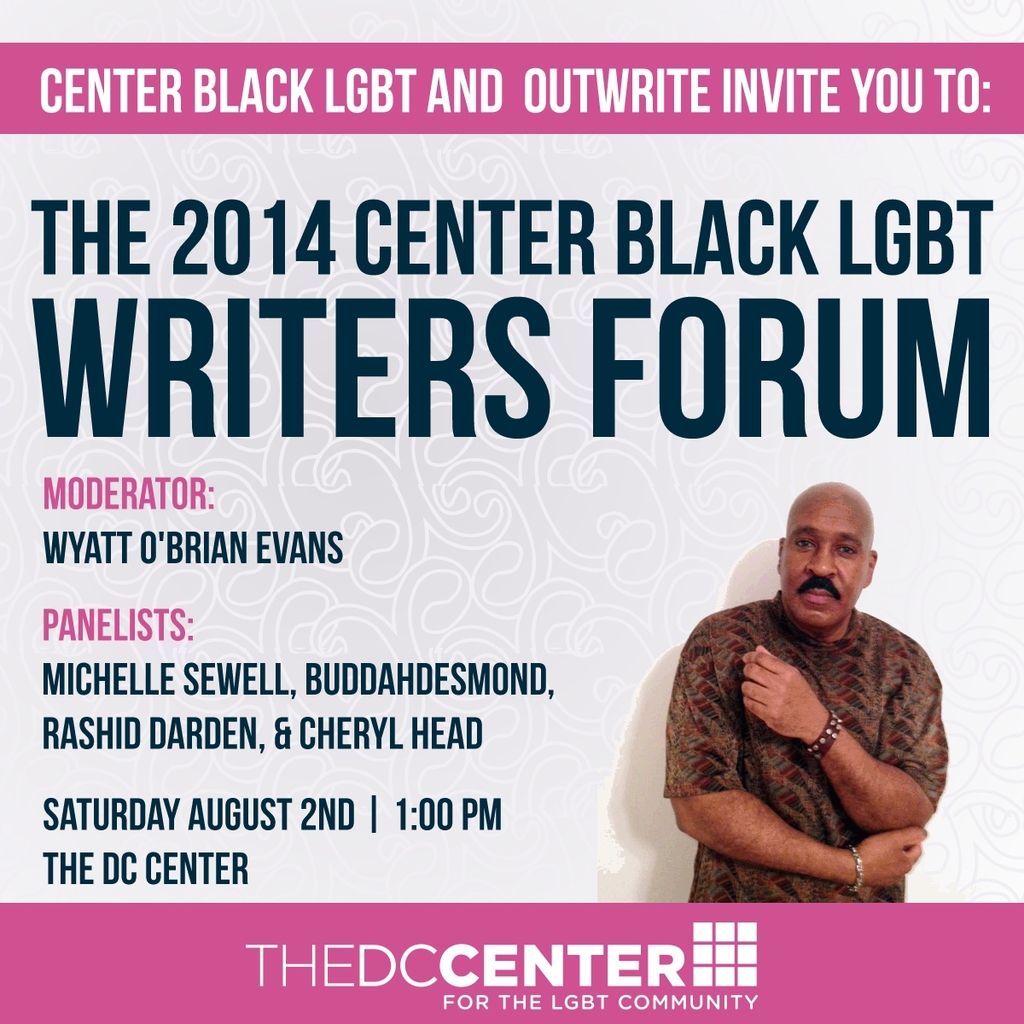 CENTER BLACK LGBT AND OUTWRITE INVITE YOU TO:
THE 2014 CENTER BLACK LGBT
WRITERS FORUM
MODERATOR:
WYATT O'BRIAN EVANS
PANELISTS:
MICHELLE SEWELL, BUDDAHDESMOND,
RASHID DARDEN, & CHERYL HEAD
SATURDAY AUGUST 2ND | 1:00 PM
THE DC CENTER
THEDCCENTER
FOR THE LGBT COMMUNITY